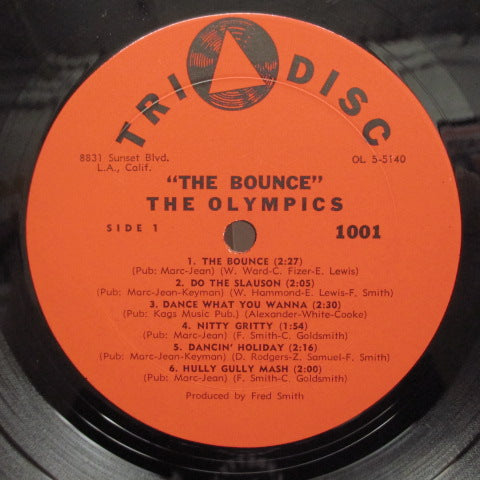 TRI DISC
8831 Sunset Blvd.
L.A., Calif.
OL 5-5140
"THE BOUNCE"
THE OLYMPICS
SIDE 1
1001
1. THE BOUNCE (2:27)
(Pub: Marc-Jean) (W. Ward-C. Fizer-E. Lewis)
2. DO THE SLAUSON (2:05)
(Pub: Marc-Jean-Keyman) (W. Hammond-E. Lewis-F. Smith)
3. DANCE WHAT YOU WANNA (2:30)
(Pub: Kags Music Pub.) (Alexander-White-Cooke)
4. NITTY GRITTY (1:54)
(Pub: Marc-Jean) (F. Smith-C. Goldsmith)
5. DANCIN' HOLIDAY (2:16)
(Pub: Marc-Jean-Keyman) (D. Rodgers-Z. Samuel-F. Smith)
6. HULLY GULLY MASH (2:00)
(Pub: Marc-Jean) (F. Smith-C. Goldsmith)
Produced by Fred Smith